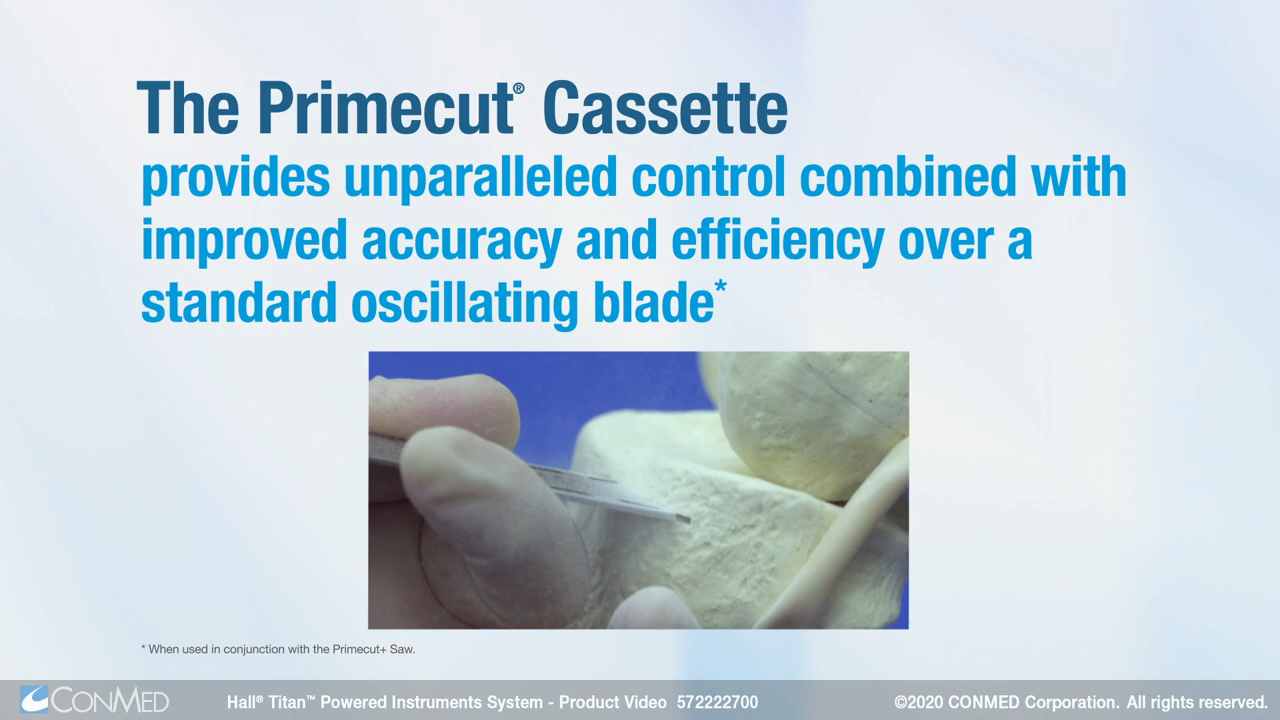 The Primecut® Cassette
provides unparalleled control combined with
improved accuracy and efficiency over a
standard oscillating blade*
* When used in conjunction with the Primecut+ Saw.
CONMED Hall® Titan™ Powered Instruments System - Product Video 572222700 ©2020 CONMED Corporation. All rights reserved.